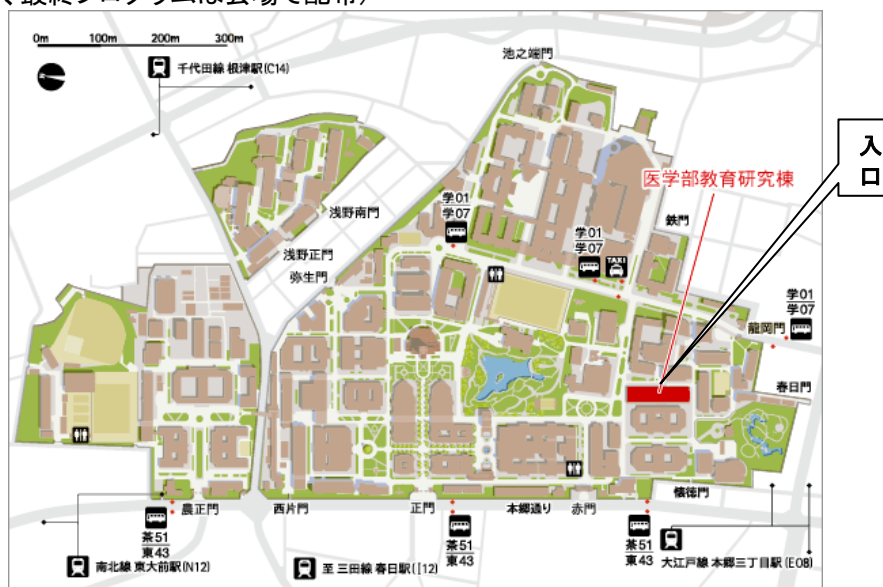 最終プログラムは会場で配布)
0m 100m 200m 300m
千代田線 根津駅(C14)
池之端門
入
口
医学部教育研究棟
浅野南門
学01
学07
学01
学07
TAXI
鉄門
浅野正門
弥生門
学01
学07
龍岡門
春日門
懐徳門
農正門
西片門
正門
本郷通り
赤門
茶51
東43
茶51
東43
茶51
東43
南北線 東大前駅(N12)
至 三田線 春日駅(I12)
大江戸線 本郷三丁目駅(E08)